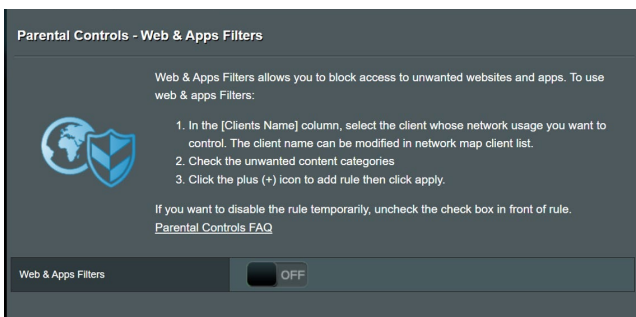 Parental Controls - Web & Apps Filters
Web & Apps Filters allows you to block access to unwanted websites and apps. To use
web & apps Filters:
1. In the [Clients Name] column, select the client whose network usage you want to
control. The client name can be modified in network map client list.
2. Check the unwanted content categories
3. Click the plus (+) icon to add rule then click apply.
If you want to disable the rule temporarily, uncheck the check box in front of rule.
Parental Controls FAQ
Web & Apps Filters
OFF